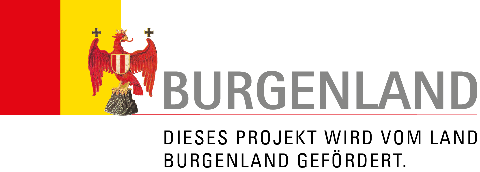 BURGENLAND
DIESES PROJEKT WIRD VOM LAND
BURGENLAND GEFÖRDERT.